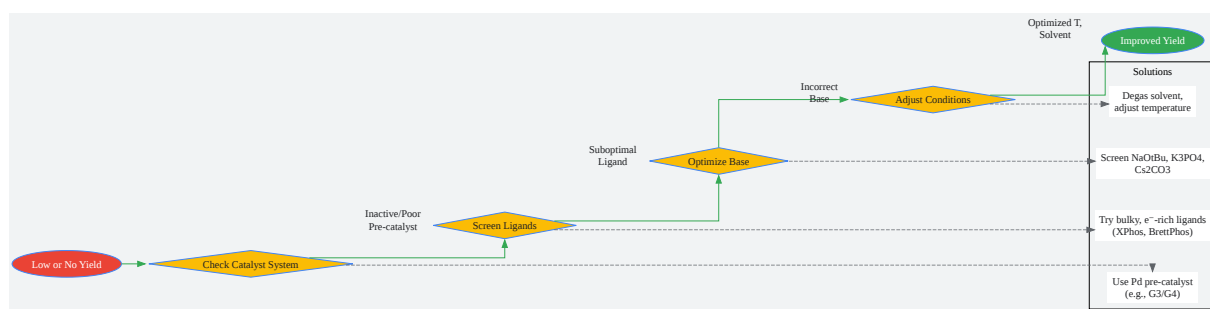 Optimized T,
Solvent
Improved Yield
Solutions
Incorrect
Base
Adjust Conditions
Degas solvent,
adjust temperature
Suboptimal
Ligand
Optimize Base
Screen NaOtBu, K3PO4,
Cs2CO3
Inactive/Poor
Pre-catalyst
Screen Ligands
Try bulky, e⁻-rich ligands
(XPhos, BrettPhos)
Low or No Yield
Check Catalyst System
Use Pd pre-catalyst
(e.g., G3/G4)